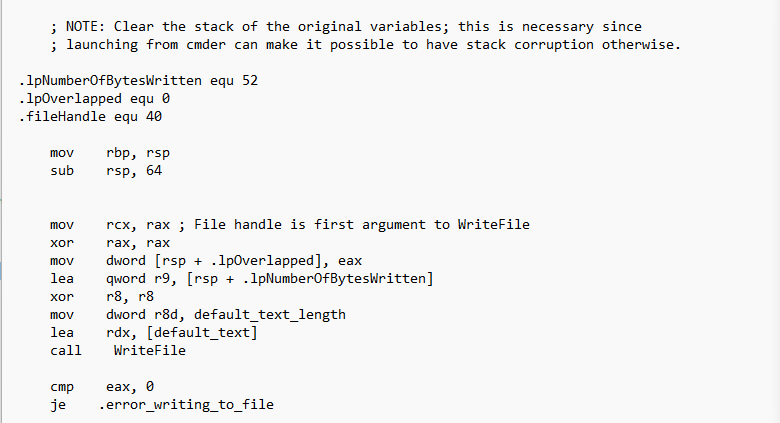 ; NOTE: Clear the stack of the original variables; this is necessary since
; launching from cmder can make it possible to have stack corruption otherwise.
.lpNumberOfBytesWritten equ 52
.lpOverlapped equ 0
.fileHandle equ 40
mov rbp, rsp
sub rsp, 64
mov rcx, rax ; File handle is first argument to WriteFile
xor rax, rax
mov dword [rsp + .lpOverlapped], eax
lea qword r9, [rsp + .lpNumberOfBytesWritten]
xor r8, r8
mov dword r8d, default_text_length
lea rdx, [default_text]
call WriteFile
cmp eax, 0
je .error_writing_to_file